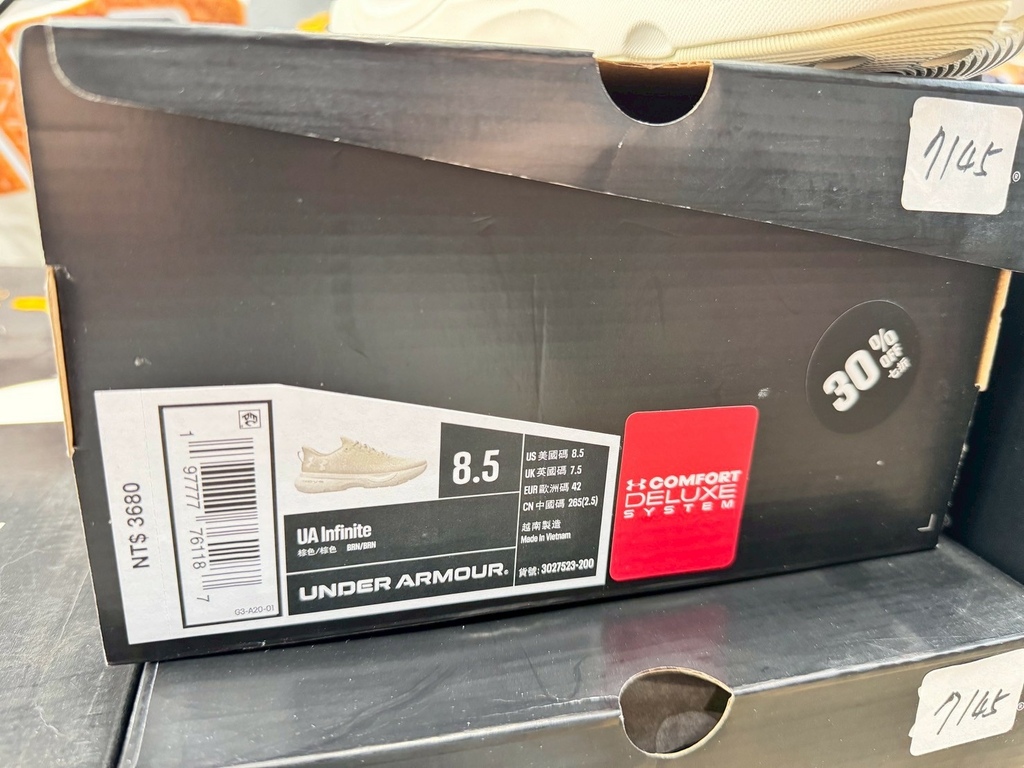 7145
30%
OFF
七折
NT$ 3680
1 97777 76118 7
03-A20-01
8.5
US 美國碼 8.5
UK 英國碼 7.5
EUR 歐洲碼 42
CN 中國碼 265(2.5)
越南製造
Made in Vietnam
貨號: 3027523-200
UA Infinite
棕色/棕色 BRN/BRN
UNDER ARMOUR®
COMFORT
DELUXE
SYSTEM
7145